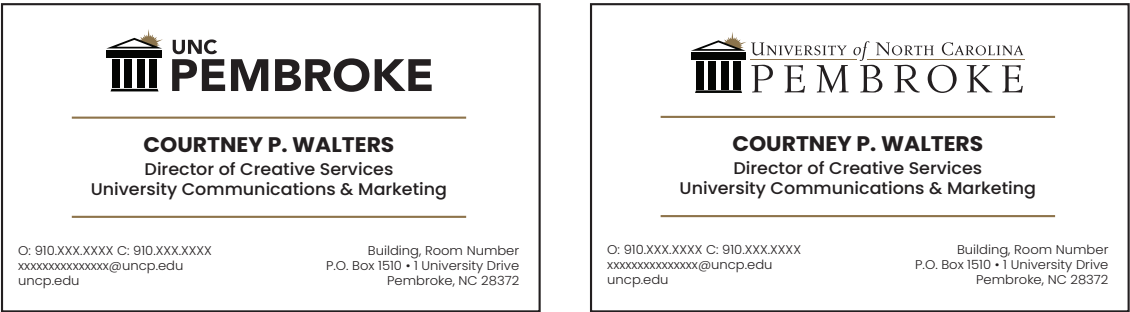 UNC
PEMBROKE
COURTNEY P. WALTERS
Director of Creative Services
University Communications & Marketing
O: 910.XXX.XXXX C: 910.XXX.XXXX
xxxxxxxxxxxxxxx@uncp.edu
uncp.edu
Building, Room Number
P.O. Box 1510 • 1 University Drive
Pembroke, NC 28372
UNIVERSITY of NORTH CAROLINA
PEMBROKE
COURTNEY P. WALTERS
Director of Creative Services
University Communications & Marketing
O: 910.XXX.XXXX C: 910.XXX.XXXX
xxxxxxxxxxxxxxx@uncp.edu
uncp.edu
Building, Room Number
P.O. Box 1510 • 1 University Drive
Pembroke, NC 28372